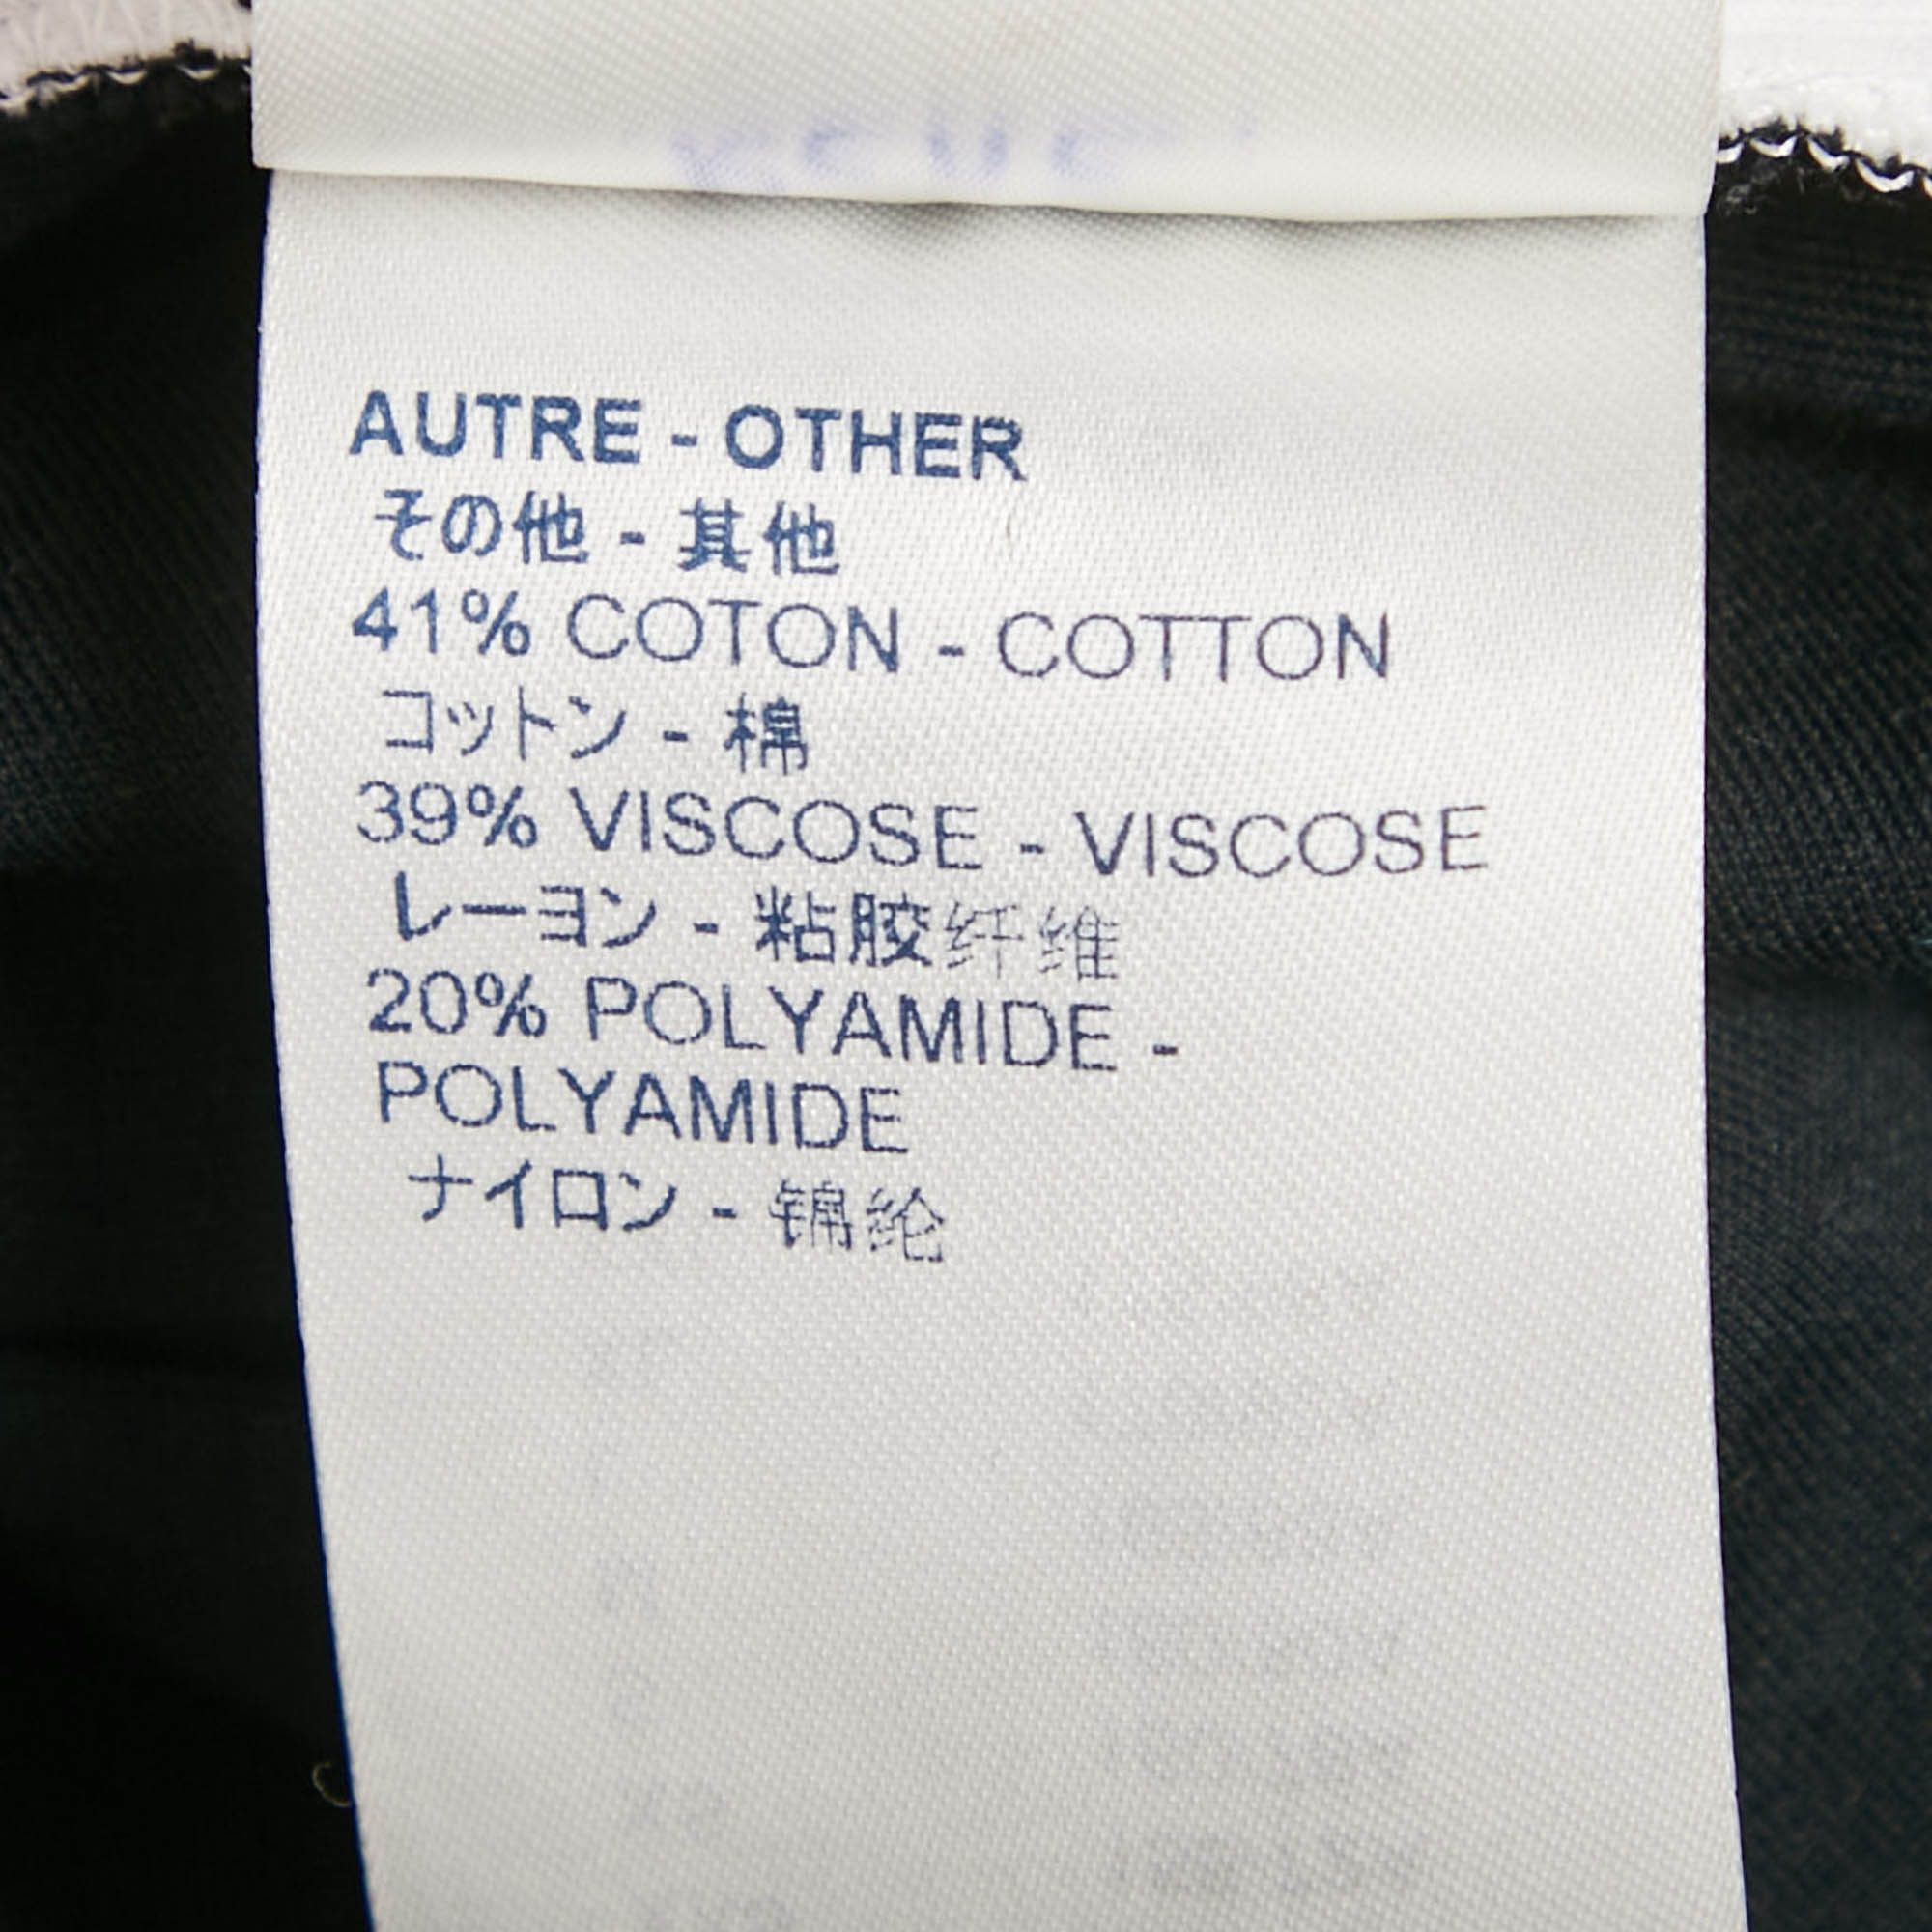 AUTRE - OTHER
その他 - 其他
41% COTON - COTTON
コットン - 棉
39% VISCOSE - VISCOSE
レーヨン - 粘胶纤维
20% POLYAMIDE -
POLYAMIDE
ナイロン - 锦纶